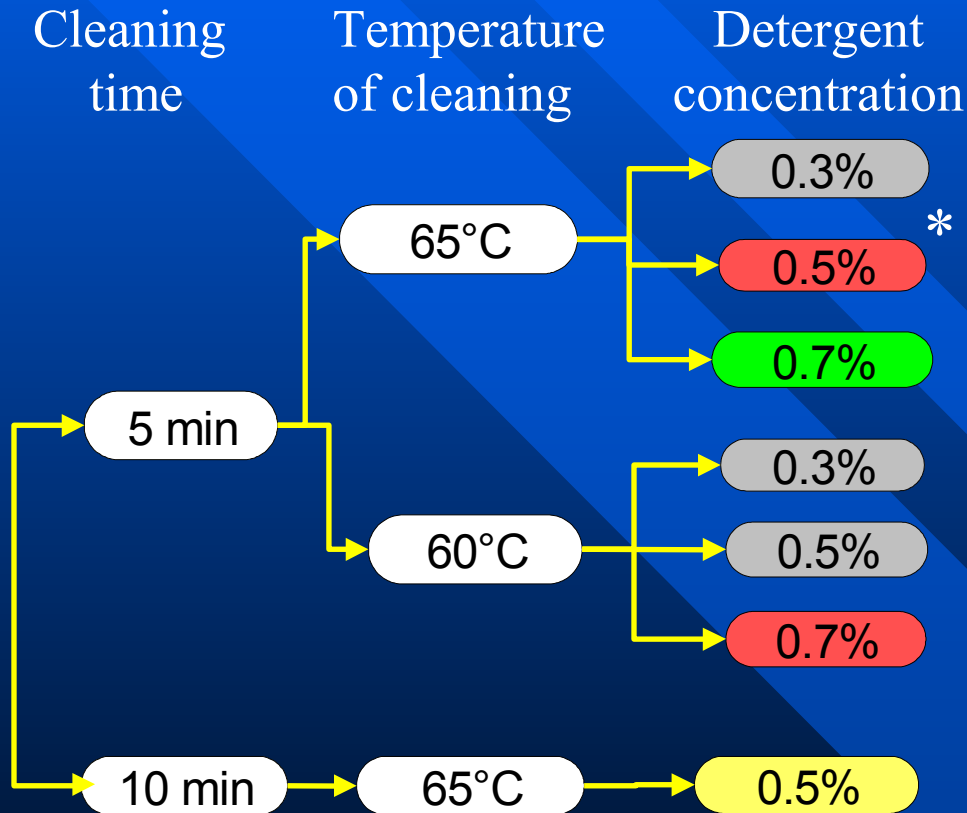 Cleaning
time
Temperature
of cleaning
Detergent
concentration
0.3%
*
65°C
0.5%
0.7%
5 min
0.3%
60°C
0.5%
0.7%
10 min
65°C
0.5%